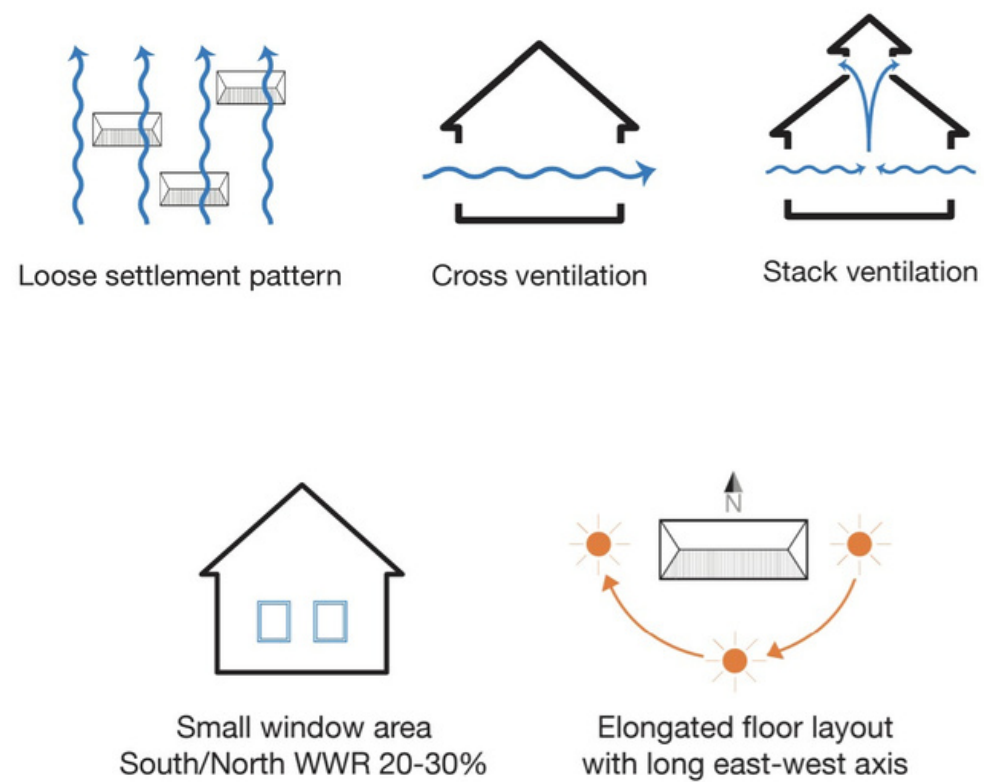 Loose settlement pattern
Cross ventilation
Stack ventilation
N
Small window area
South/North WWR 20-30%
Elongated floor layout
with long east-west axis